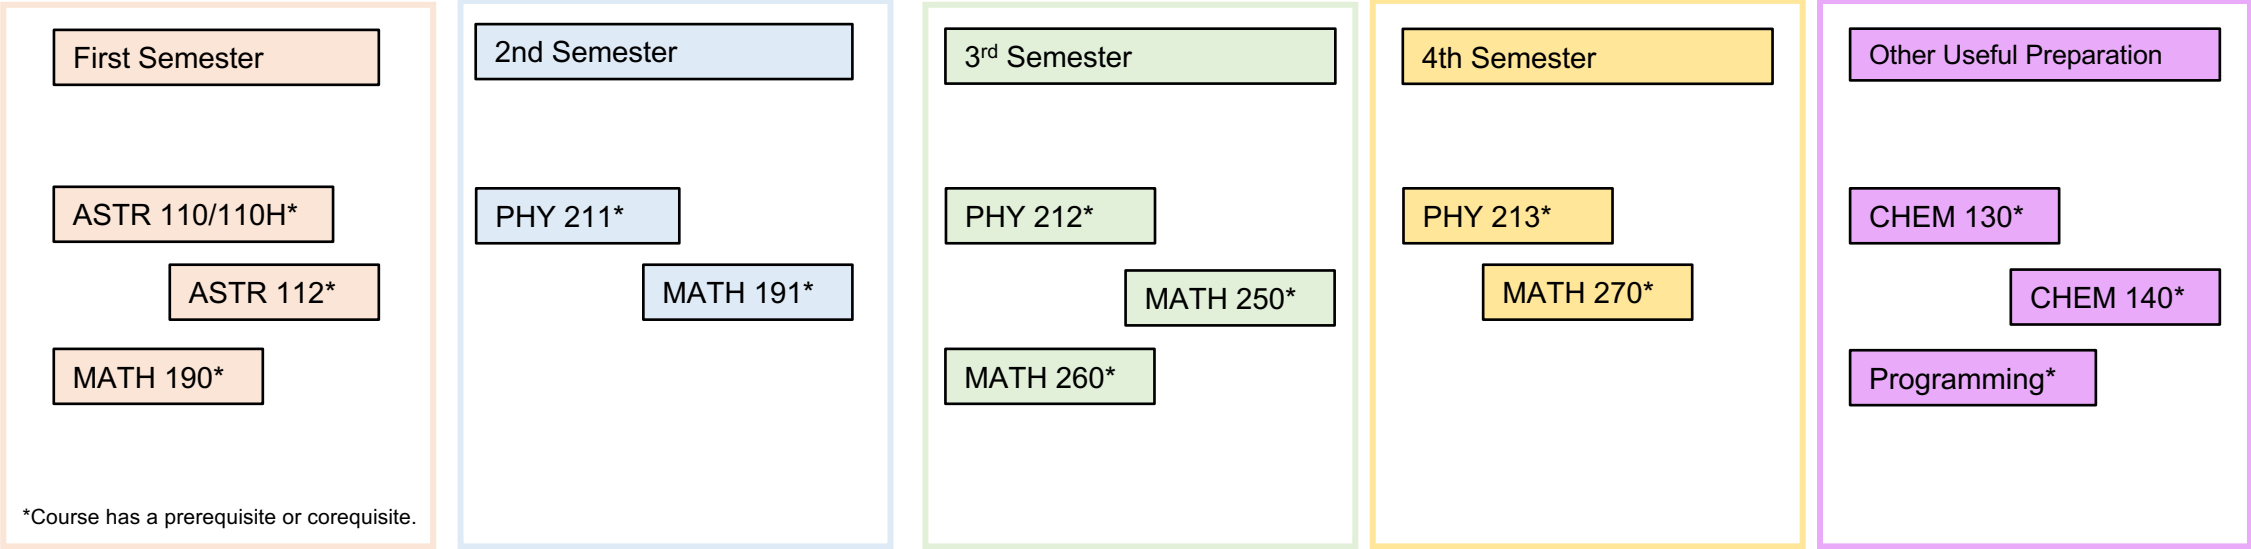 First Semester
ASTR 110/110H*
ASTR 112*
MATH 190*
*Course has a prerequisite or corequisite.
2nd Semester
PHY 211*
MATH 191*
3rd Semester
PHY 212*
MATH 250*
MATH 260*
4th Semester
PHY 213*
MATH 270*
Other Useful Preparation
CHEM 130*
CHEM 140*
Programming*